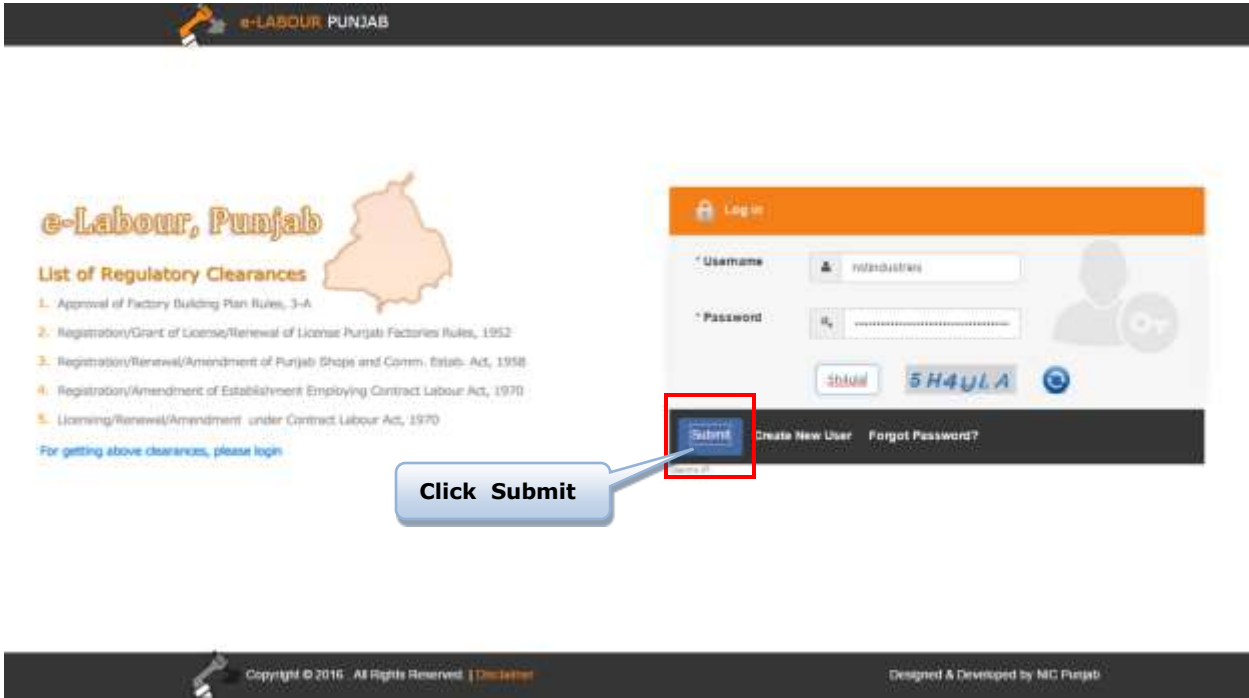 e-LABOUR PUNJAB
e-Labour, Punjab
List of Regulatory Clearances
1. Approval of Factory Building Plan Rules, 3-A
2. Registration/Grant of License/Renewal of License Punjab Factories Rules, 1952
3. Registration/Renewal/Amendment of Punjab Shops and Comm. Estab. Act, 1958
4. Registration/Amendment of Establishment Employing Contract Labour Act, 1970
5. Licensing/Renewal/Amendment under Contract Labour Act, 1970
For getting above clearances, please login
Log in
* Username
* Password
5H4ULA
Submit Create New User Forgot Password?
Click Submit
Copyright © 2016 . All Rights Reserved. | Disclaimer
Designed & Developed by NIC Punjab